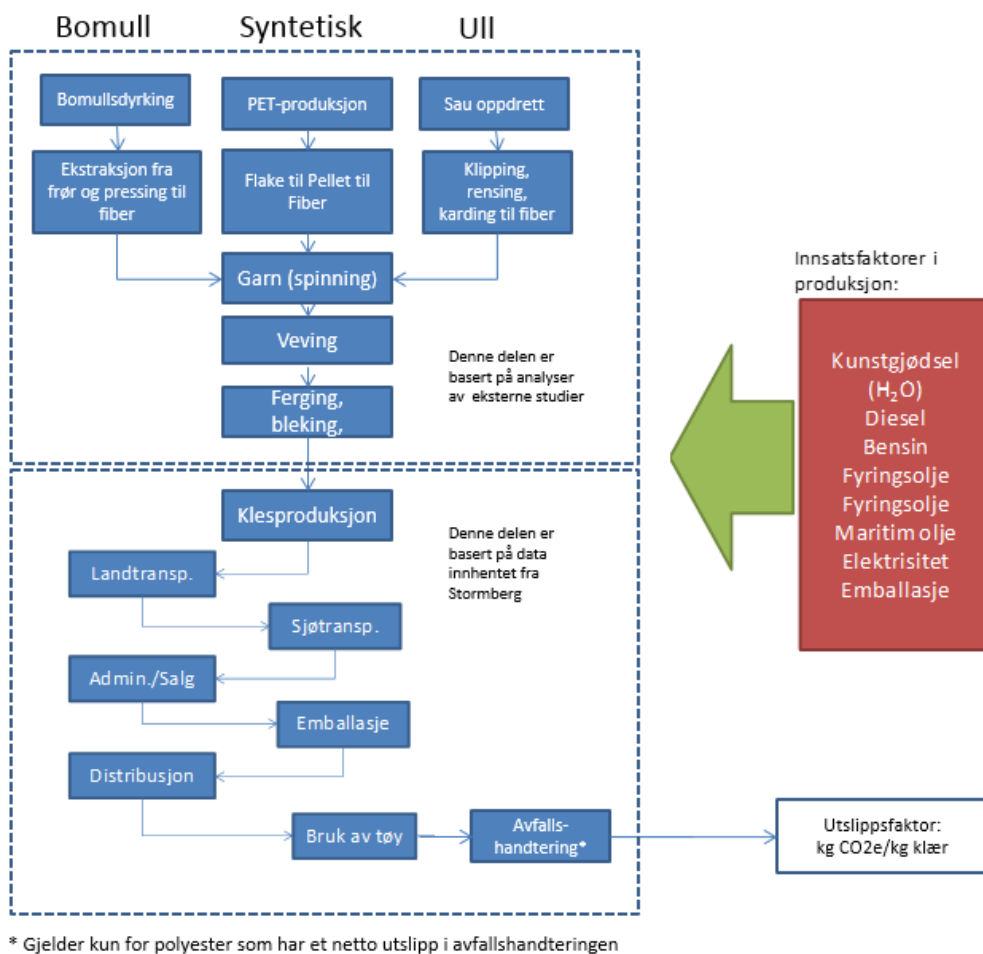 Bomull
Syntetisk
Ull
Bomullsdyrking
PET-produksjon
Sau oppdrett
Ekstraksjon fra
frør og pressing til
fiber
Flake til Pellet til
Fiber
Klipping,
rensing,
karding til fiber
Garn (spinning)
Veving
Ferging,
bleking,
Denne delen er
basert på analyser
av eksterne studier
Innsatsfaktorer i
produksjon:
Kunstgjødsel
(H₂O)
Diesel
Bensin
Fyringsolje
Fyringsolje
Maritim olje
Elektrisitet
Emballasje
Klesproduksjon
Denne delen er
basert på data
innhentet fra
Stormberg
Landtransp.
Sjøtransp.
Admin./Salg
Emballasje
Distribusjon
Bruk av tøy
Avfalls-
handtering*
Utslippsfaktor:
kg CO2e/kg klær
* Gjelder kun for polyester som har et netto utslipp i avfallshandteringen